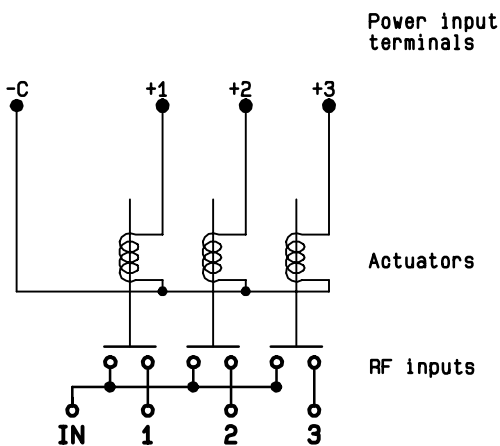 Power input
terminals
-C +1 +2 +3
Actuators
RF inputs
IN 1 2 3